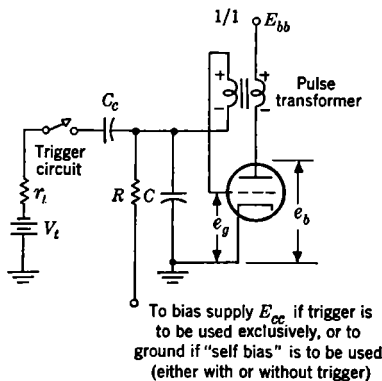 1/1
E_bb
+
+
−
−
Pulse
transformer
C_c
Trigger
circuit
r_t
V_t
R
C
e_g
e_b
To bias supply E_cc if trigger is
to be used exclusively, or to
ground if "self bias" is to be used
(either with or without trigger)